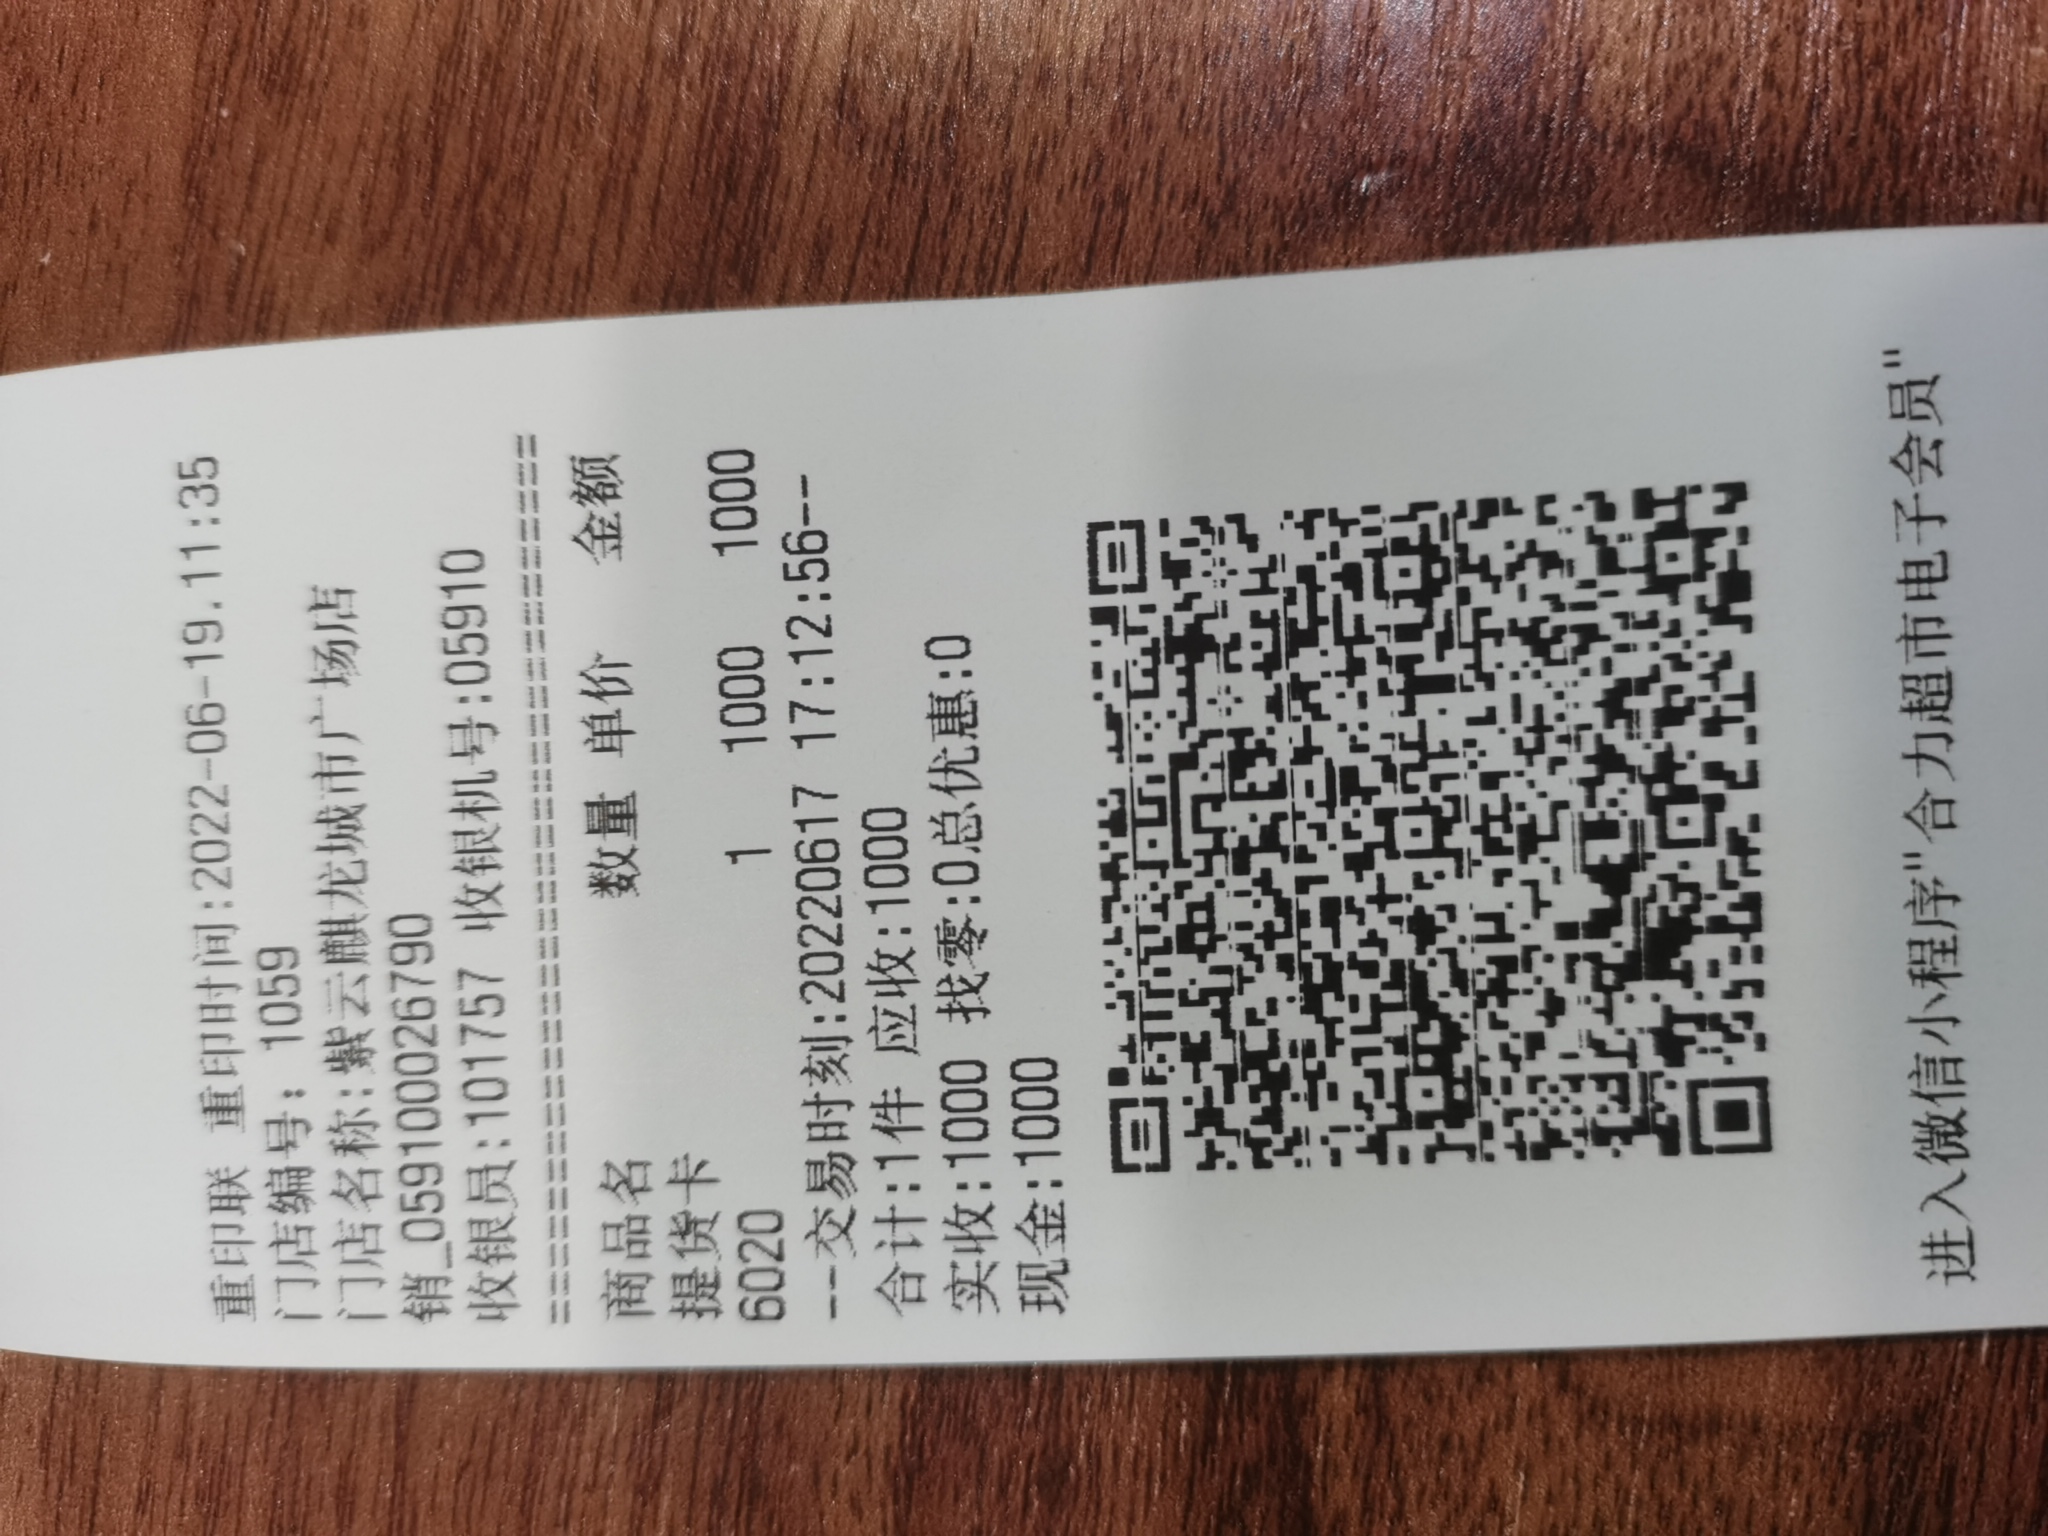 重印联 重印时间:2022-06-19.11:35
门店编号: 1059
门店名称:紫云麒龙城市广场店
销_0591000026790
收银员:101757 收银机号:05910
================================
商品名 数量 单价 金额
提货卡
6020 1 1000 1000
--交易时刻:20220617 17:12:56--
合计:1件 应收:1000
实收:1000 找零:0总优惠:0
现金:1000
进入微信小程序"合力超市电子会员"